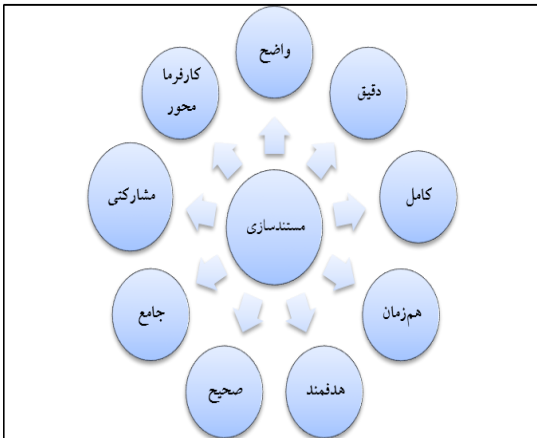 واضح
دقیق
کامل
هم‌زمان
هدفمند
صحیح
جامع
مشارکتی
کارفرما
محور
مستندسازی